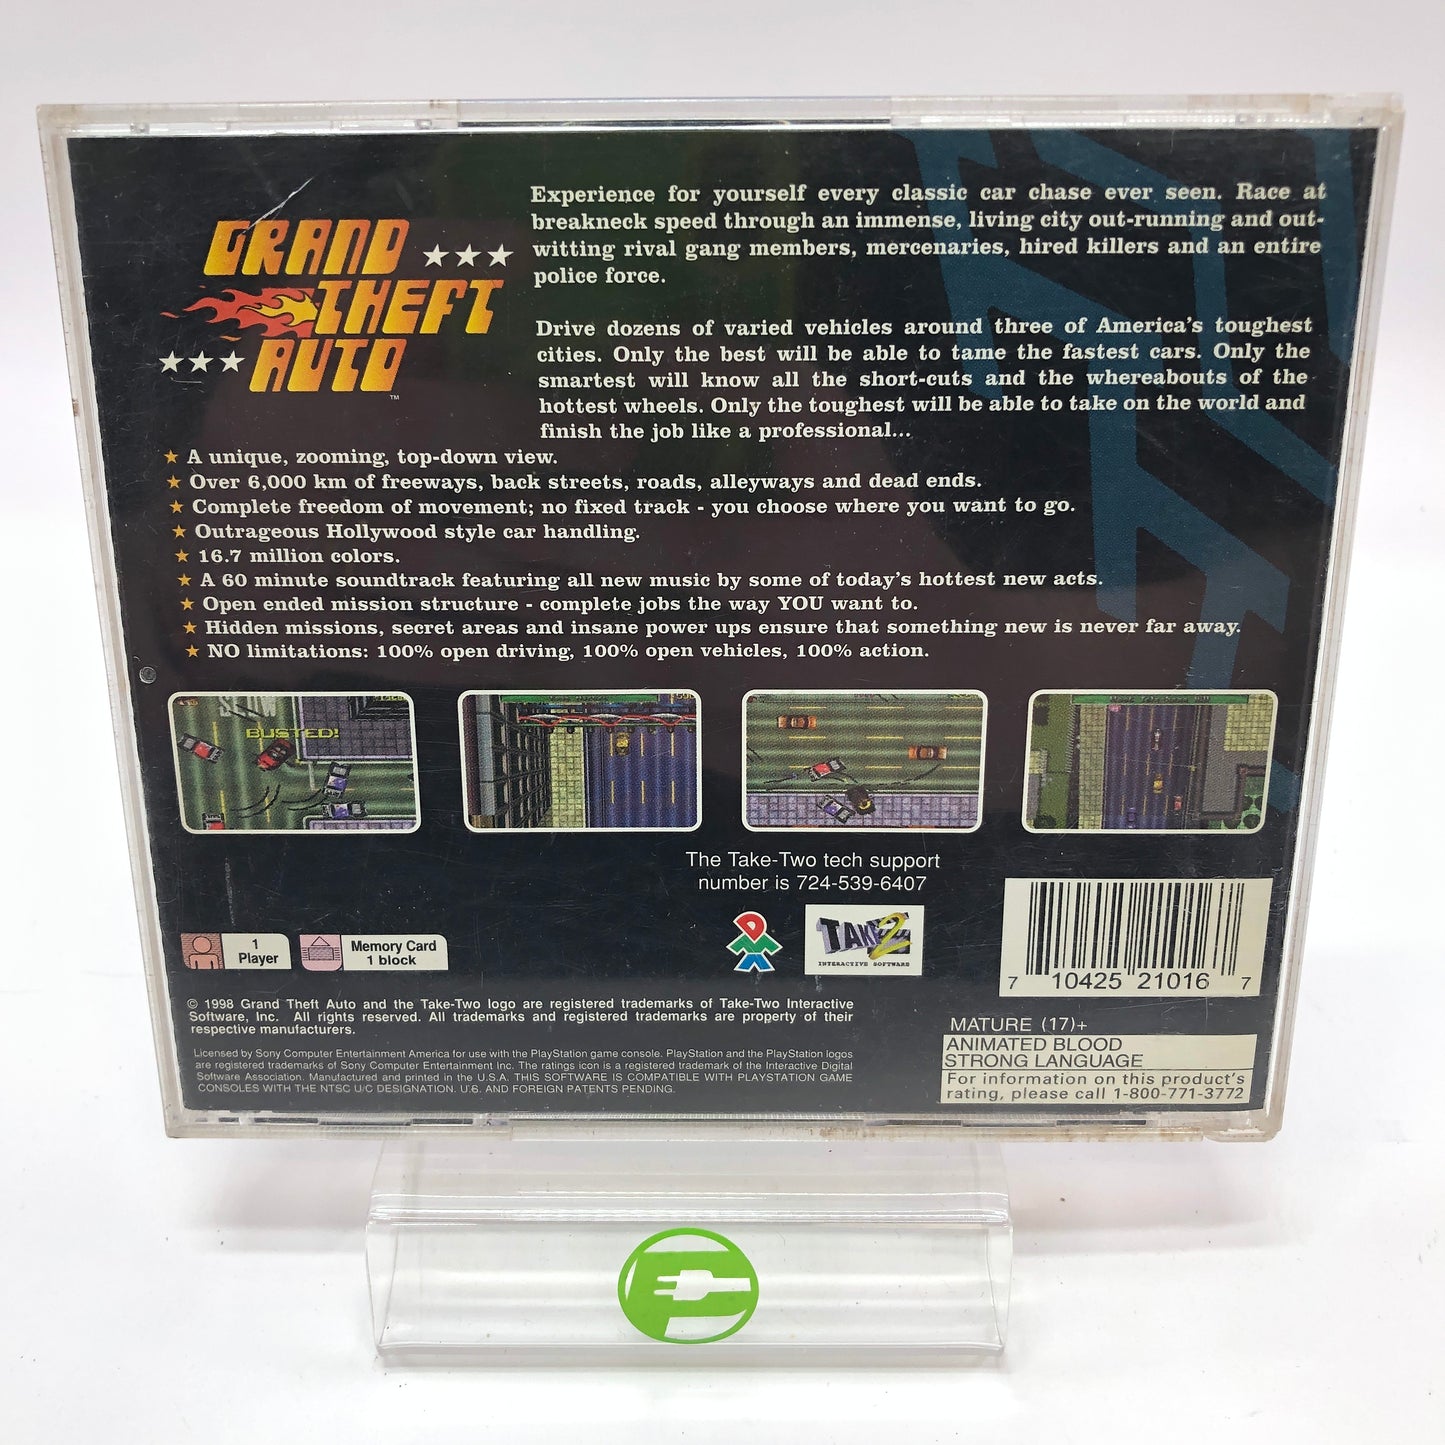 GRAND
THEFT
AUTO
TM
Experience for yourself every classic car chase ever seen. Race at
breakneck speed through an immense, living city out-running and out-
witting rival gang members, mercenaries, hired killers and an entire
police force.
Drive dozens of varied vehicles around three of America's toughest
cities. Only the best will be able to tame the fastest cars. Only the
smartest will know all the short-cuts and the whereabouts of the
hottest wheels. Only the toughest will be able to take on the world and
finish the job like a professional...
★ A unique, zooming, top-down view.
★ Over 6,000 km of freeways, back streets, roads, alleyways and dead ends.
★ Complete freedom of movement; no fixed track - you choose where you want to go.
★ Outrageous Hollywood style car handling.
★ 16.7 million colors.
★ A 60 minute soundtrack featuring all new music by some of today's hottest new acts.
★ Open ended mission structure - complete jobs the way YOU want to.
★ Hidden missions, secret areas and insane power ups ensure that something new is never far away.
★ NO limitations: 100% open driving, 100% open vehicles, 100% action.
SLOW
BUSTED!
The Take-Two tech support
number is 724-539-6407
1
Player
Memory Card
1 block
DMA
TAKE 2
INTERACTIVE SOFTWARE
7 10425 21016 7
© 1998 Grand Theft Auto and the Take-Two logo are registered trademarks of Take-Two Interactive
Software, Inc. All rights reserved. All trademarks and registered trademarks are property of their
respective manufacturers.
Licensed by Sony Computer Entertainment America for use with the PlayStation game console. PlayStation and the PlayStation logos
are registered trademarks of Sony Computer Entertainment Inc. The ratings icon is a registered trademark of the Interactive Digital
Software Association. Manufactured and printed in the U.S.A. THIS SOFTWARE IS COMPATIBLE WITH PLAYSTATION GAME
CONSOLES WITH THE NTSC U/C DESIGNATION. U.S. AND FOREIGN PATENTS PENDING.
MATURE (17)+
ANIMATED BLOOD
STRONG LANGUAGE
For information on this product's
rating, please call 1-800-771-3772